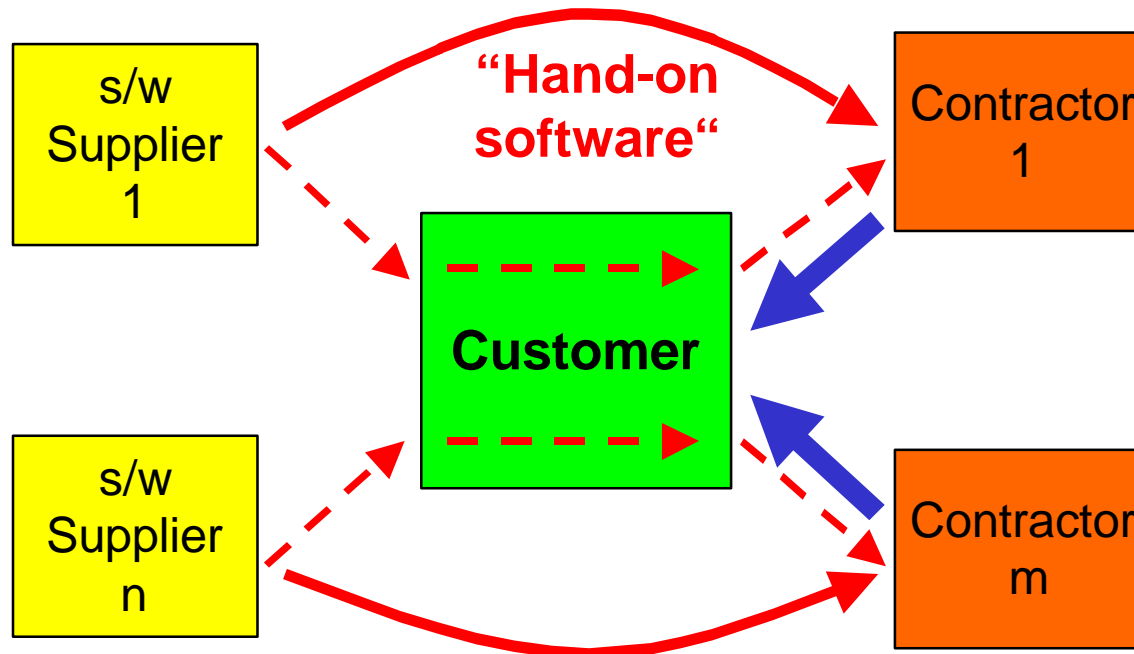 s/w
Supplier
1
“Hand-on
software“
Contractor
1
Customer
s/w
Supplier
n
Contractor
m